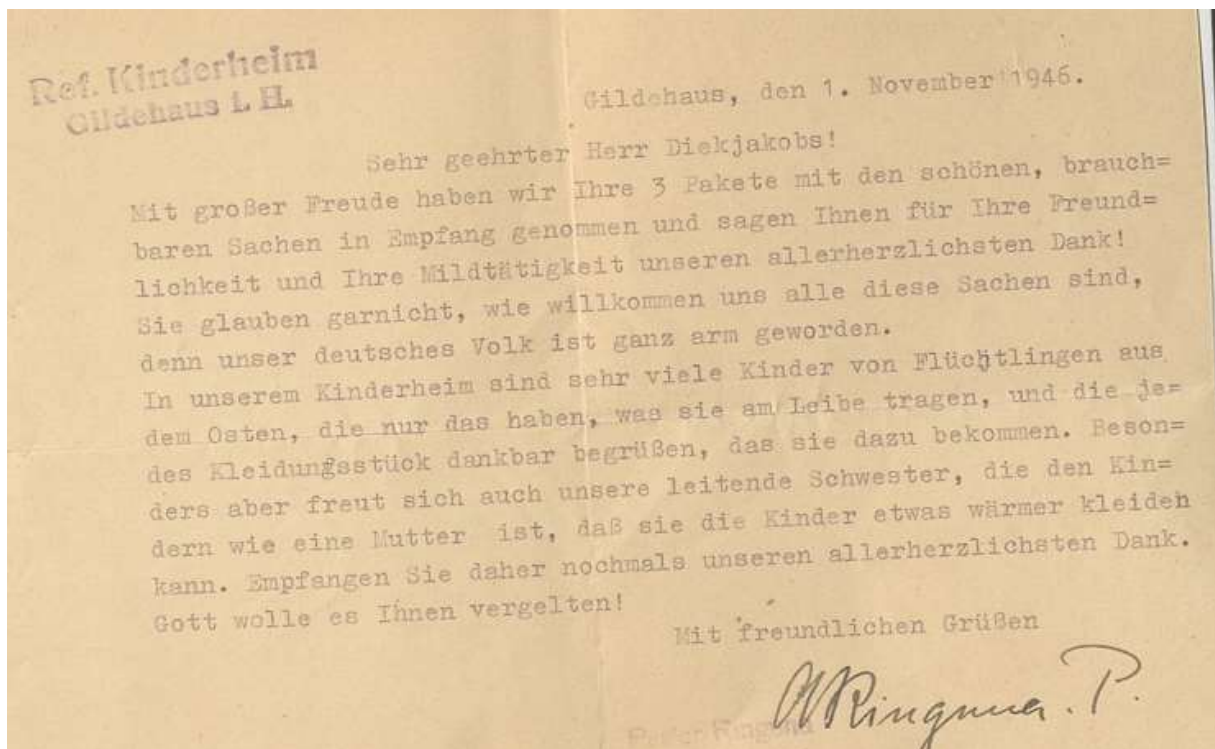 Ref. Kinderheim
Gildehaus i. H.
Gildehaus, den 1. November 1946.
Sehr geehrter Herr Diekjakobs!
Mit großer Freude haben wir Ihre 3 Pakete mit den schönen, brauch=
baren Sachen in Empfang genommen und sagen Ihnen für Ihre Freund=
lichkeit und Ihre Mildtätigkeit unseren allerherzlichsten Dank!
Sie glauben garnicht, wie willkommen uns alle diese Sachen sind,
denn unser deutsches Volk ist ganz arm geworden.
In unserem Kinderheim sind sehr viele Kinder von Flüchtlingen aus
dem Osten, die nur das haben, was sie am Leibe tragen, und die je=
des Kleidungsstück dankbar begrüßen, das sie dazu bekommen. Beson=
ders aber freut sich auch unsere leitende Schwester, die den Kin=
dern wie eine Mutter ist, daß sie die Kinder etwas wärmer kleideh
kann. Empfangen Sie daher nochmals unseren allerherzlichsten Dank.
Gott wolle es Ihnen vergelten!
Mit freundlichen Grüßen
Ringena. P.
Ringena